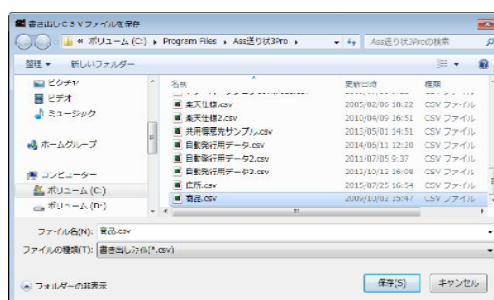 書き出しCSVファイルを保存
« ボリューム (C:) ▸ Program Files ▸ Ass送り状3Pro ▸
Ass送り状3Proの検索
整理 ▼ 新しいフォルダー
ピクチャ
ビデオ
ミュージック
ホームグループ
コンピューター
ボリューム (C:)
ボリューム (D:)
名前 更新日時 種類
楽天仕様.csv 2005/02/06 18:22 CSV ファイル
楽天仕様2.csv 2010/04/09 16:51 CSV ファイル
共用得意先サンプル.csv 2013/05/01 14:51 CSV ファイル
自動発行用データ.csv 2014/06/11 12:20 CSV ファイル
自動発行用データ2.csv 2011/07/05 9:37 CSV ファイル
自動発行用データ3.csv 2013/10/12 16:08 CSV ファイル
住所.csv 2015/07/25 16:54 CSV ファイル
商品.csv 2009/10/02 15:47 CSV ファイル
ファイル名(N): 商品.csv
ファイルの種類(T): 書き出しファイル(*.csv)
フォルダーの非表示
保存(S) キャンセル